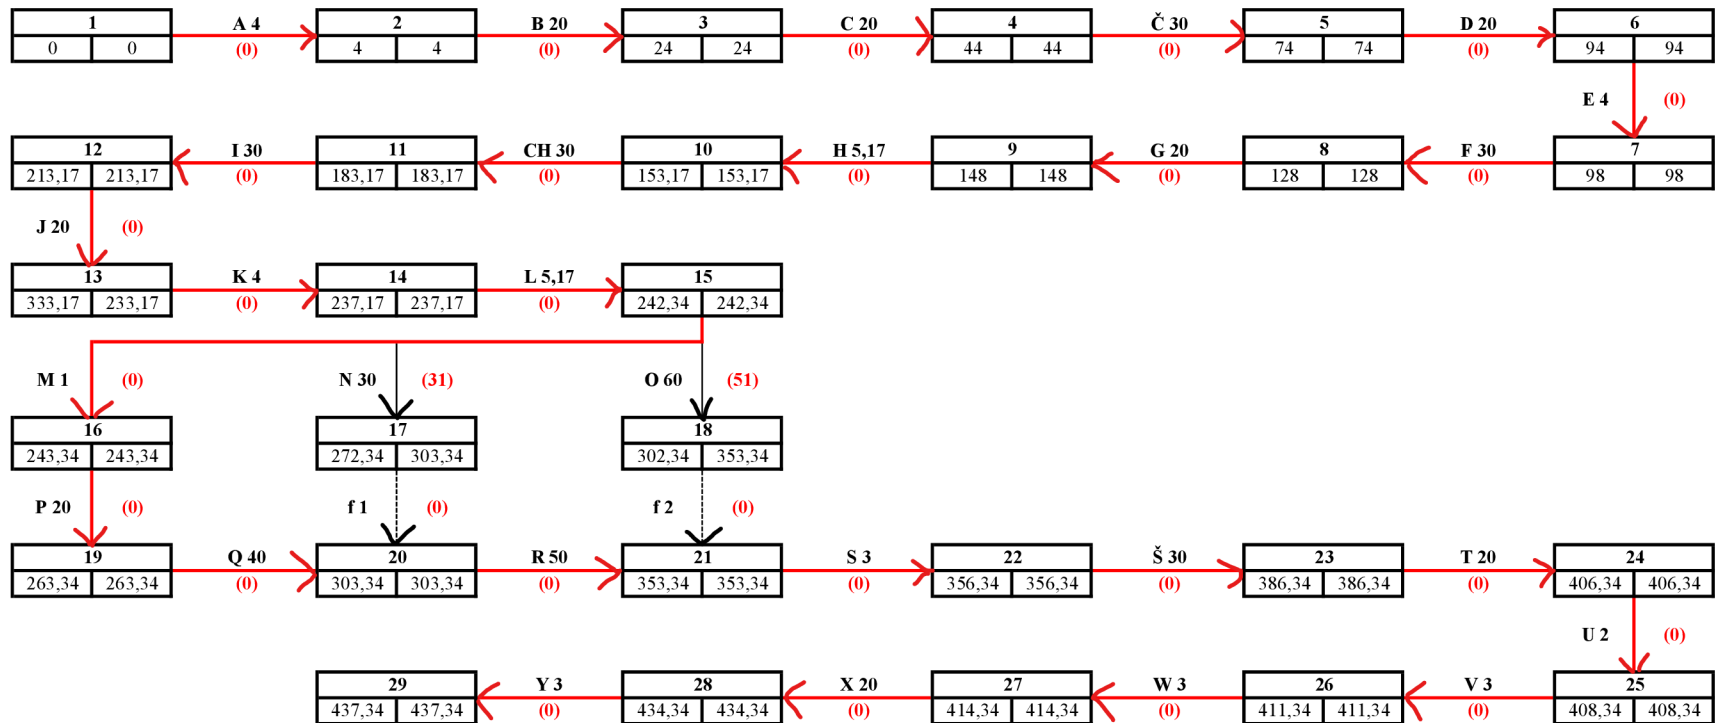 1 A 4 2 B 20 3 C 20 4 Č 30 5 D 20 6
0 0 (0) 4 4 (0) 24 24 (0) 44 44 (0) 74 74 (0) 94 94
E 4 (0)
12 I 30 11 CH 30 10 H 5,17 9 G 20 8 F 30 7
213,17 213,17 (0) 183,17 183,17 (0) 153,17 153,17 (0) 148 148 (0) 128 128 (0) 98 98
J 20 (0)
13 K 4 14 L 5,17 15
333,17 233,17 (0) 237,17 237,17 (0) 242,34 242,34
M 1 (0) N 30 (31) O 60 (51)
16 17 18
243,34 243,34 272,34 303,34 302,34 353,34
P 20 (0) f 1 (0) f 2 (0)
19 Q 40 20 R 50 21 S 3 22 Š 30 23 T 20 24
263,34 263,34 (0) 303,34 303,34 (0) 353,34 353,34 (0) 356,34 356,34 (0) 386,34 386,34 (0) 406,34 406,34
U 2 (0)
29 Y 3 28 X 20 27 W 3 26 V 3 25
437,34 437,34 (0) 434,34 434,34 (0) 414,34 414,34 (0) 411,34 411,34 (0) 408,34 408,34